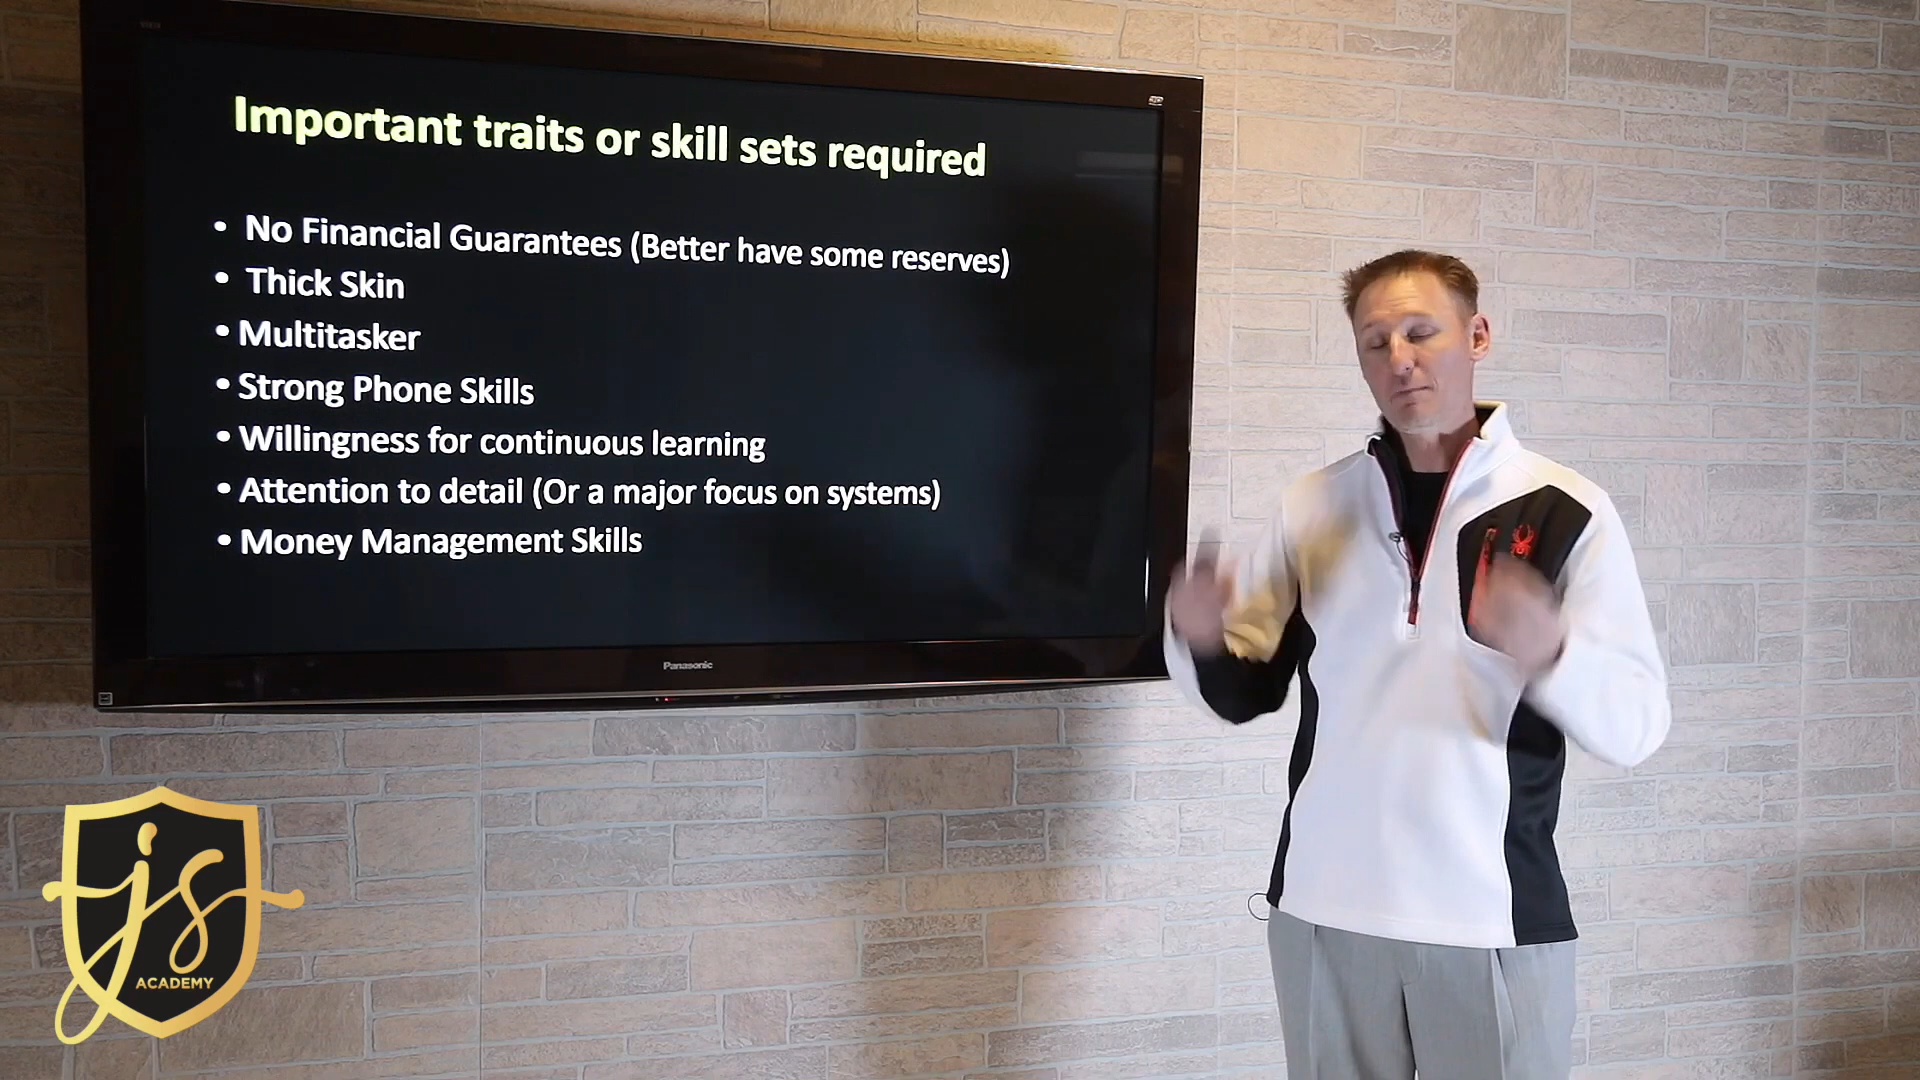 Important traits or skill sets required
• No Financial Guarantees (Better have some reserves)
• Thick Skin
• Multitasker
• Strong Phone Skills
• Willingness for continuous learning
• Attention to detail (Or a major focus on systems)
• Money Management Skills
Panasonic
js
ACADEMY